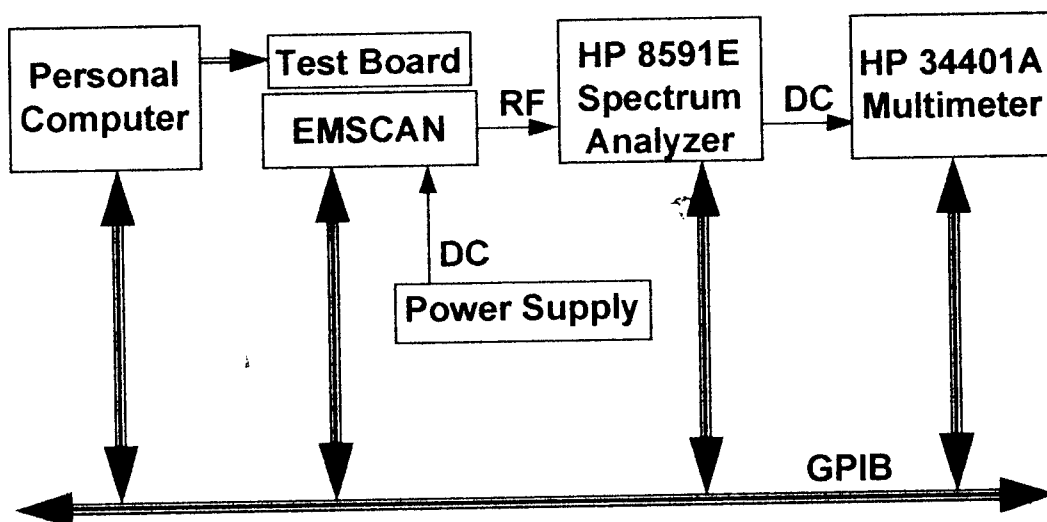 Personal
Computer
Test Board
EMSCAN
RF
HP 8591E
Spectrum
Analyzer
DC
HP 34401A
Multimeter
DC
Power Supply
GPIB